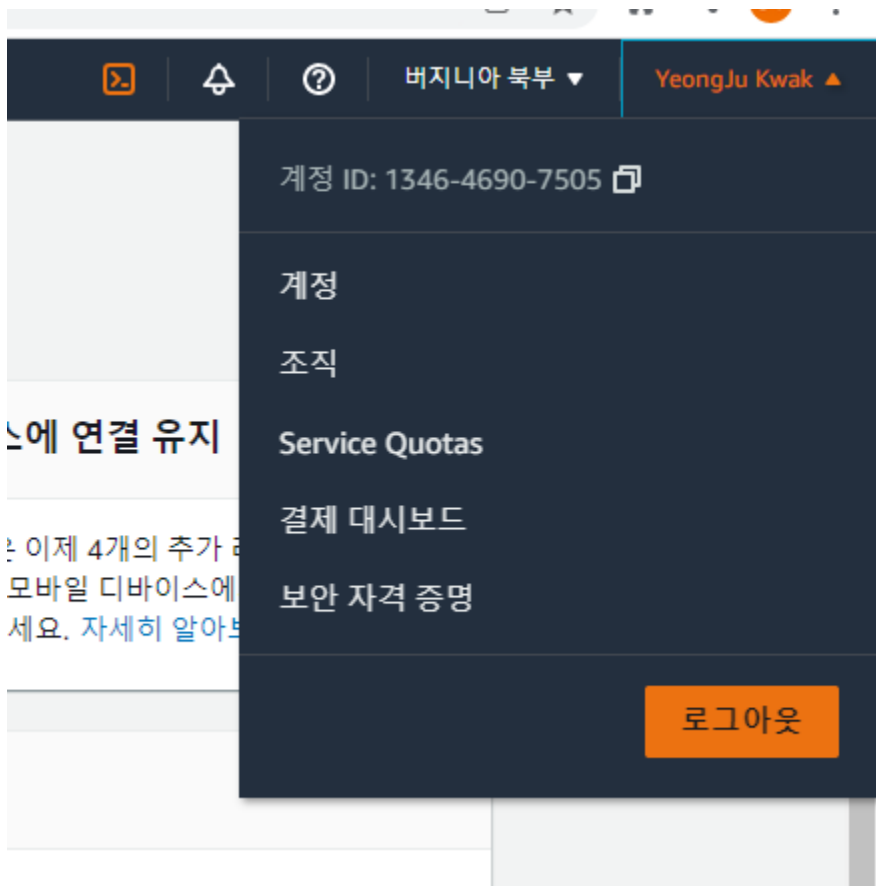 버지니아 북부 ▼
YeongJu Kwak ▲
계정 ID: 1346-4690-7505
계정
조직
Service Quotas
결제 대시보드
보안 자격 증명
로그아웃
스에 연결 유지
이제 4개의 추가
모바일 디바이스에
세요. 자세히 알아보